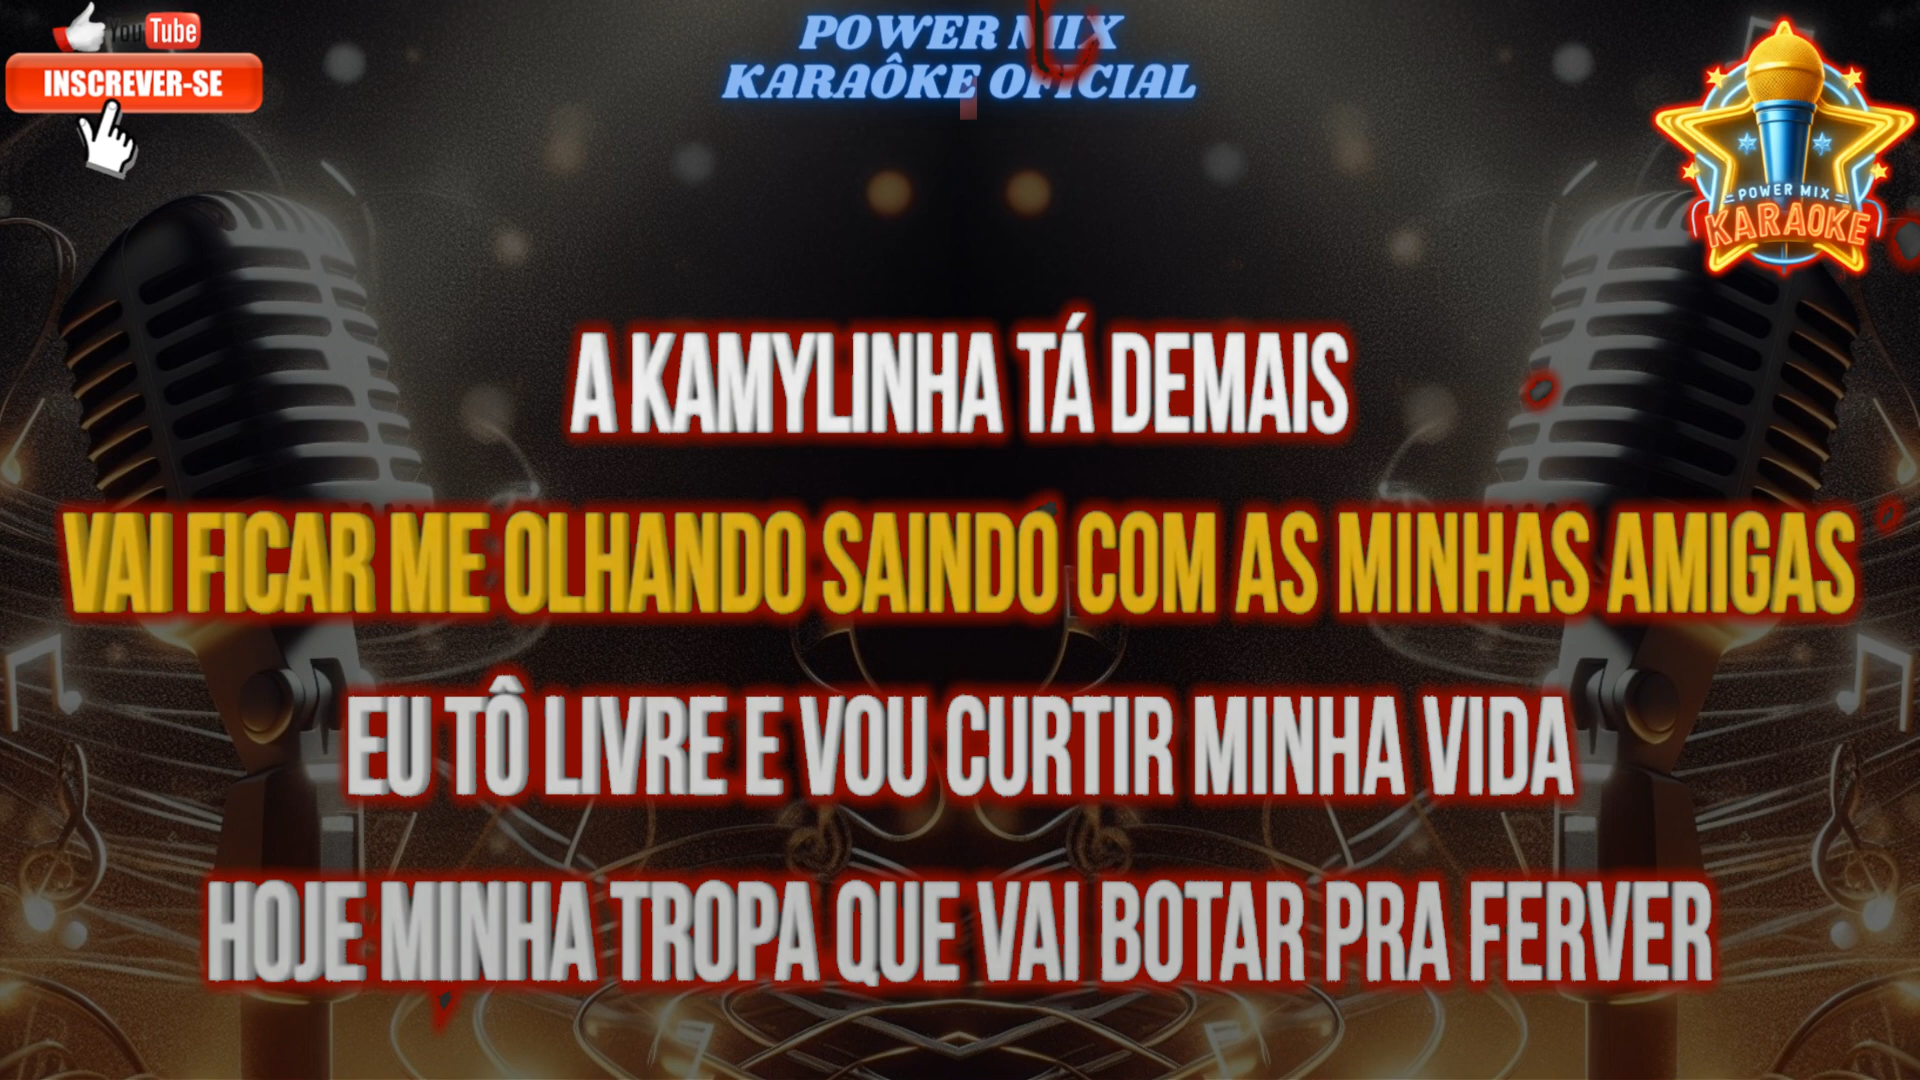 YouTube
INSCREVER-SE
POWER MIX
KARAÔKE OFICIAL
POWER MIX
KARAOKE
A KAMYLINHA TÁ DEMAIS
VAI FICAR ME OLHANDO SAINDO COM AS MINHAS AMIGAS
EU TÔ LIVRE E VOU CURTIR MINHA VIDA
HOJE MINHA TROPA QUE VAI BOTAR PRA FERVER